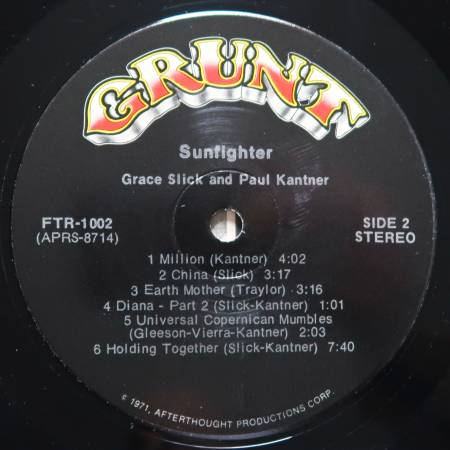 GRUNT
Sunfighter
Grace Slick and Paul Kantner
FTR-1002
(APRS-8714)
SIDE 2
STEREO
1 Million (Kantner) 4:02
2 China (Slick) 3:17
3 Earth Mother (Traylor) 3:16
4 Diana - Part 2 (Slick-Kantner) 1:01
5 Universal Copernican Mumbles
(Gleeson-Vierra-Kantner) 2:03
6 Holding Together (Slick-Kantner) 7:40
© 1971, AFTERTHOUGHT PRODUCTIONS CORP.